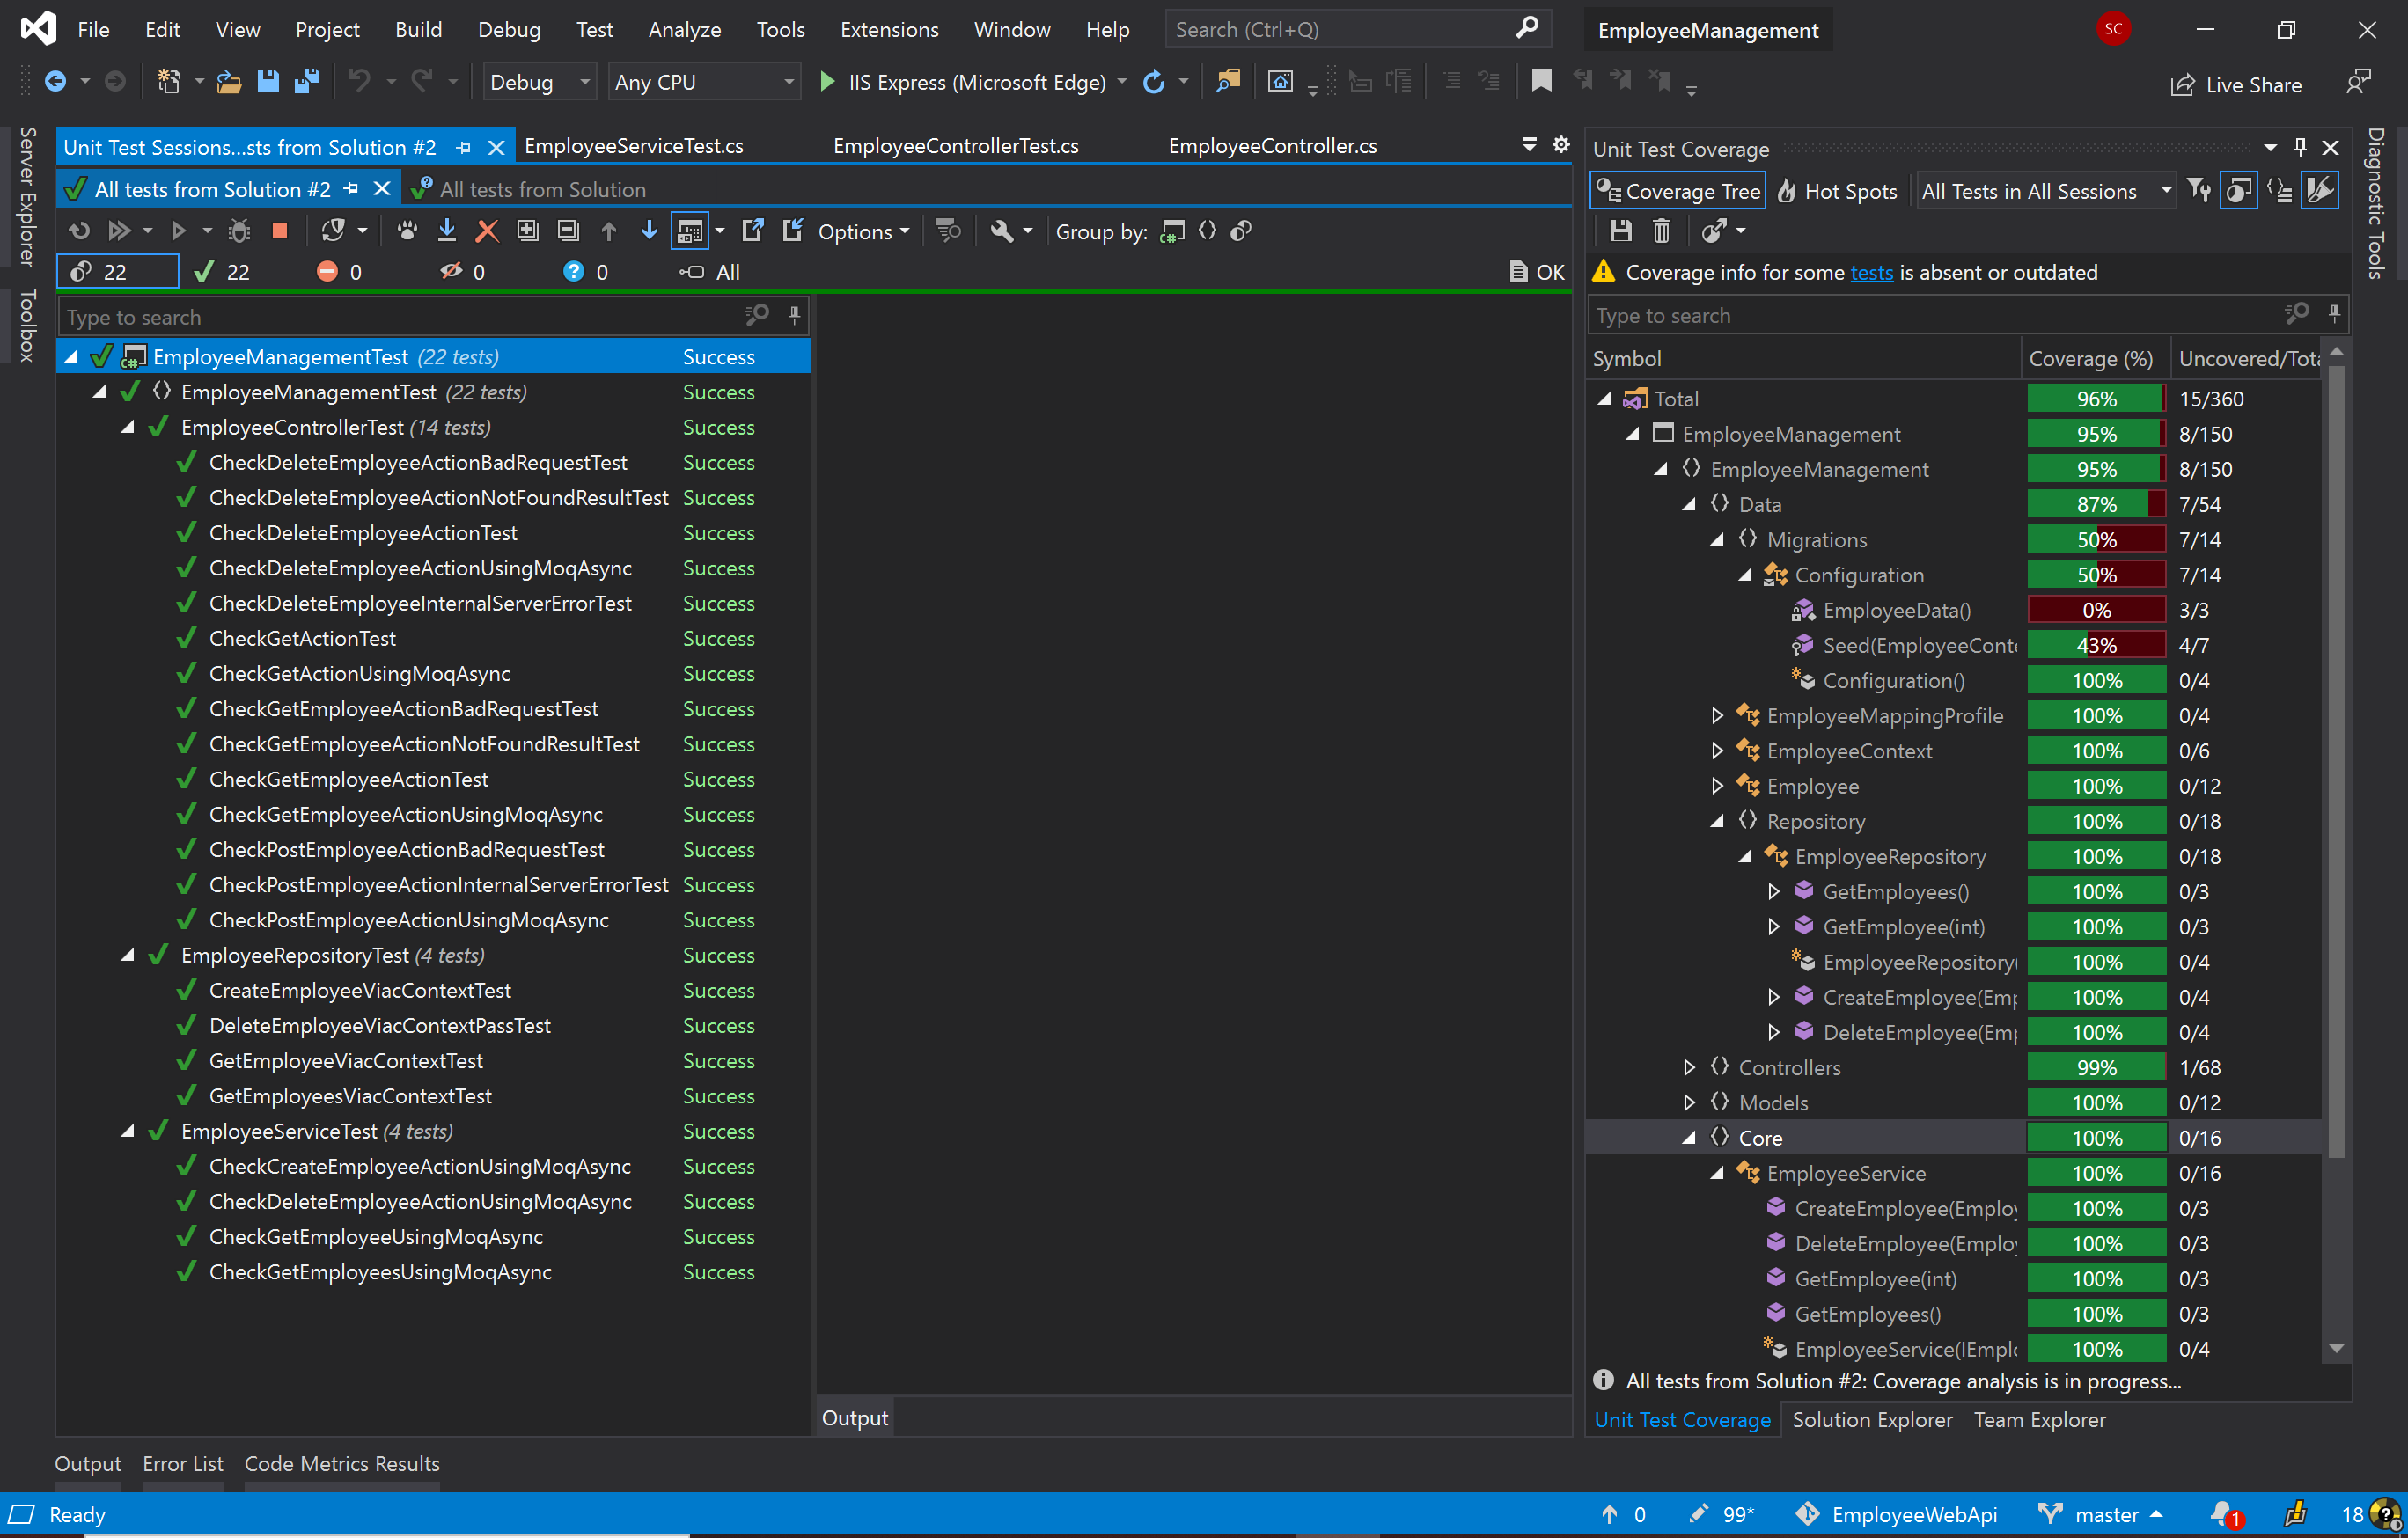 File Edit View Project Build Debug Test Analyze Tools Extensions Window Help Search (Ctrl+Q) EmployeeManagement SC
Debug Any CPU IIS Express (Microsoft Edge) Live Share
Server Explorer
Toolbox
Unit Test Sessions...sts from Solution #2 EmployeeServiceTest.cs EmployeeControllerTest.cs EmployeeController.cs
All tests from Solution #2 All tests from Solution
Options Group by:
22 22 0 0 0 All OK
Type to search
EmployeeManagementTest (22 tests) Success
EmployeeManagementTest (22 tests) Success
EmployeeControllerTest (14 tests) Success
CheckDeleteEmployeeActionBadRequestTest Success
CheckDeleteEmployeeActionNotFoundResultTest Success
CheckDeleteEmployeeActionTest Success
CheckDeleteEmployeeActionUsingMoqAsync Success
CheckDeleteEmployeeInternalServerErrorTest Success
CheckGetActionTest Success
CheckGetActionUsingMoqAsync Success
CheckGetEmployeeActionBadRequestTest Success
CheckGetEmployeeActionNotFoundResultTest Success
CheckGetEmployeeActionTest Success
CheckGetEmployeeActionUsingMoqAsync Success
CheckPostEmployeeActionBadRequestTest Success
CheckPostEmployeeActionInternalServerErrorTest Success
CheckPostEmployeeActionUsingMoqAsync Success
EmployeeRepositoryTest (4 tests) Success
CreateEmployeeViacContextTest Success
DeleteEmployeeViacContextPassTest Success
GetEmployeeViacContextTest Success
GetEmployeesViacContextTest Success
EmployeeServiceTest (4 tests) Success
CheckCreateEmployeeActionUsingMoqAsync Success
CheckDeleteEmployeeActionUsingMoqAsync Success
CheckGetEmployeeUsingMoqAsync Success
CheckGetEmployeesUsingMoqAsync Success
Output
Unit Test Coverage
Coverage Tree Hot Spots All Tests in All Sessions
Coverage info for some tests is absent or outdated
Type to search
Symbol Coverage (%) Uncovered/Tota
Total 96% 15/360
EmployeeManagement 95% 8/150
EmployeeManagement 95% 8/150
Data 87% 7/54
Migrations 50% 7/14
Configuration 50% 7/14
EmployeeData() 0% 3/3
Seed(EmployeeConte 43% 4/7
Configuration() 100% 0/4
EmployeeMappingProfile 100% 0/4
EmployeeContext 100% 0/6
Employee 100% 0/12
Repository 100% 0/18
EmployeeRepository 100% 0/18
GetEmployees() 100% 0/3
GetEmployee(int) 100% 0/3
EmployeeRepository( 100% 0/4
CreateEmployee(Emp 100% 0/4
DeleteEmployee(Emp 100% 0/4
Controllers 99% 1/68
Models 100% 0/12
Core 100% 0/16
EmployeeService 100% 0/16
CreateEmployee(Employ 100% 0/3
DeleteEmployee(Employ 100% 0/3
GetEmployee(int) 100% 0/3
GetEmployees() 100% 0/3
EmployeeService(IEmplo 100% 0/4
All tests from Solution #2: Coverage analysis is in progress...
Unit Test Coverage Solution Explorer Team Explorer
Diagnostic Tools
Output Error List Code Metrics Results
Ready 0 99* EmployeeWebApi master 1 18